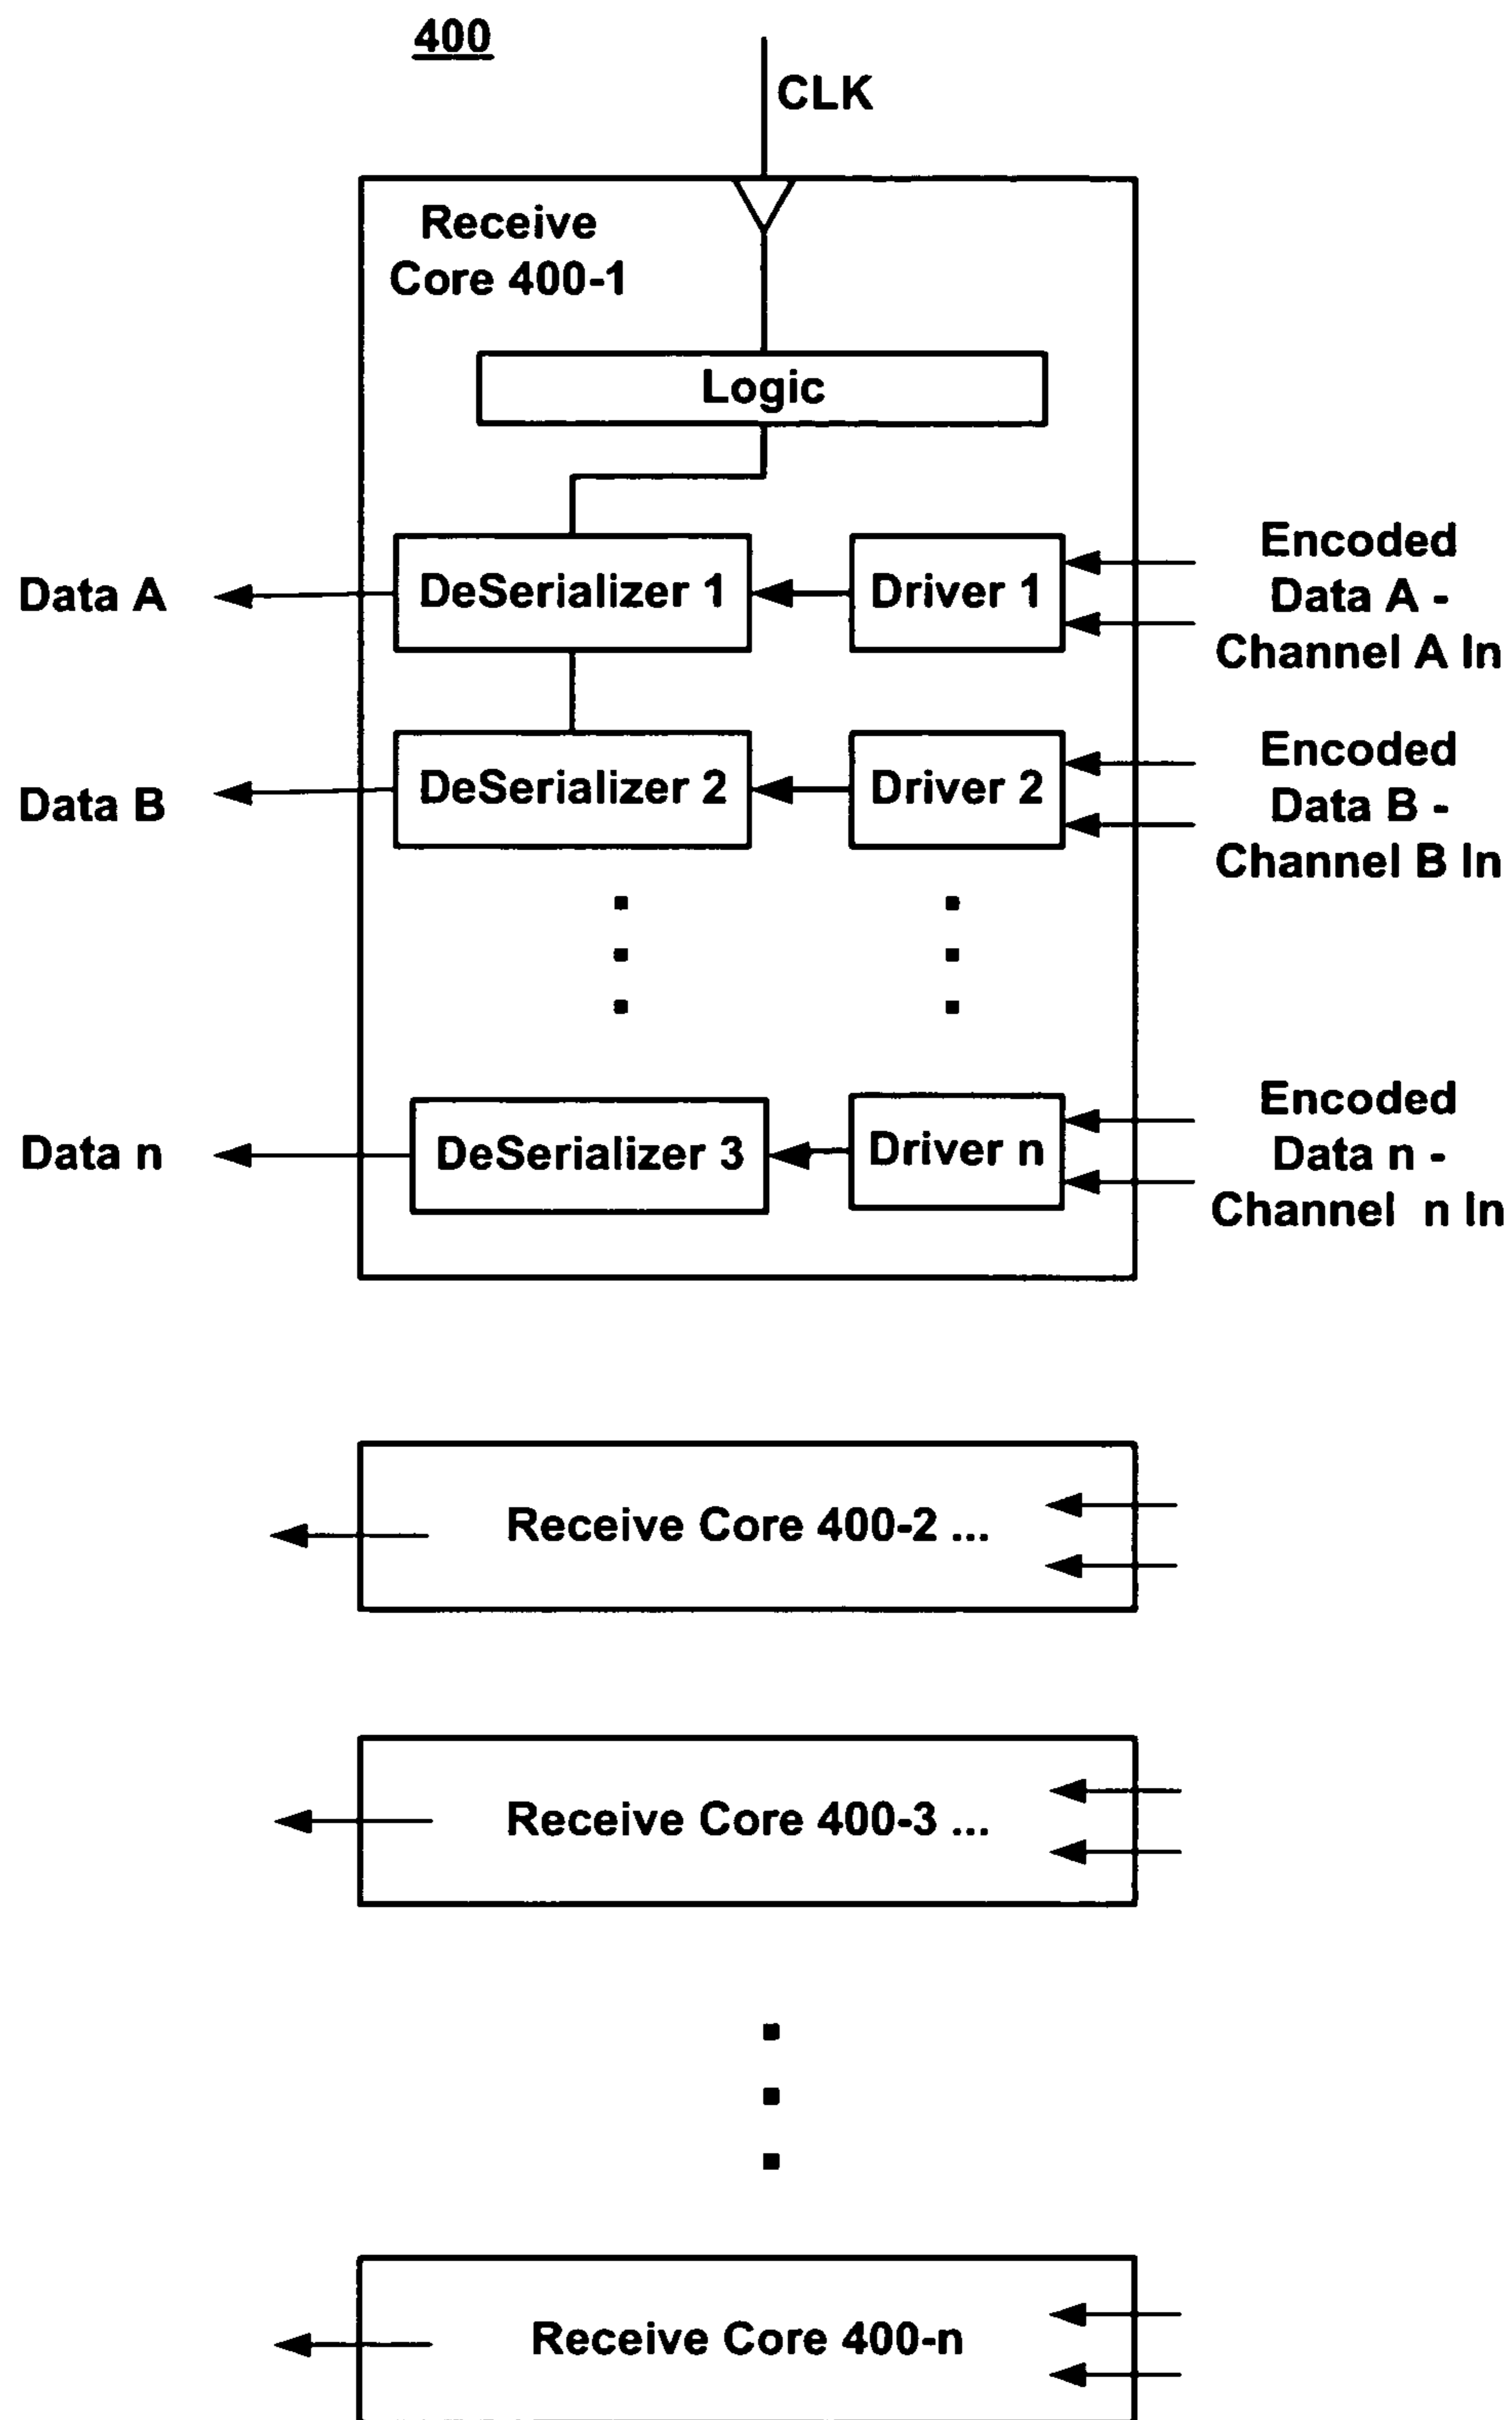 400
CLK
Receive
Core 400-1
Logic
Data A
DeSerializer 1
Driver 1
Encoded
Data A -
Channel A In
Data B
DeSerializer 2
Driver 2
Encoded
Data B -
Channel B In
Data n
DeSerializer 3
Driver n
Encoded
Data n -
Channel n In
Receive Core 400-2 ...
Receive Core 400-3 ...
Receive Core 400-n